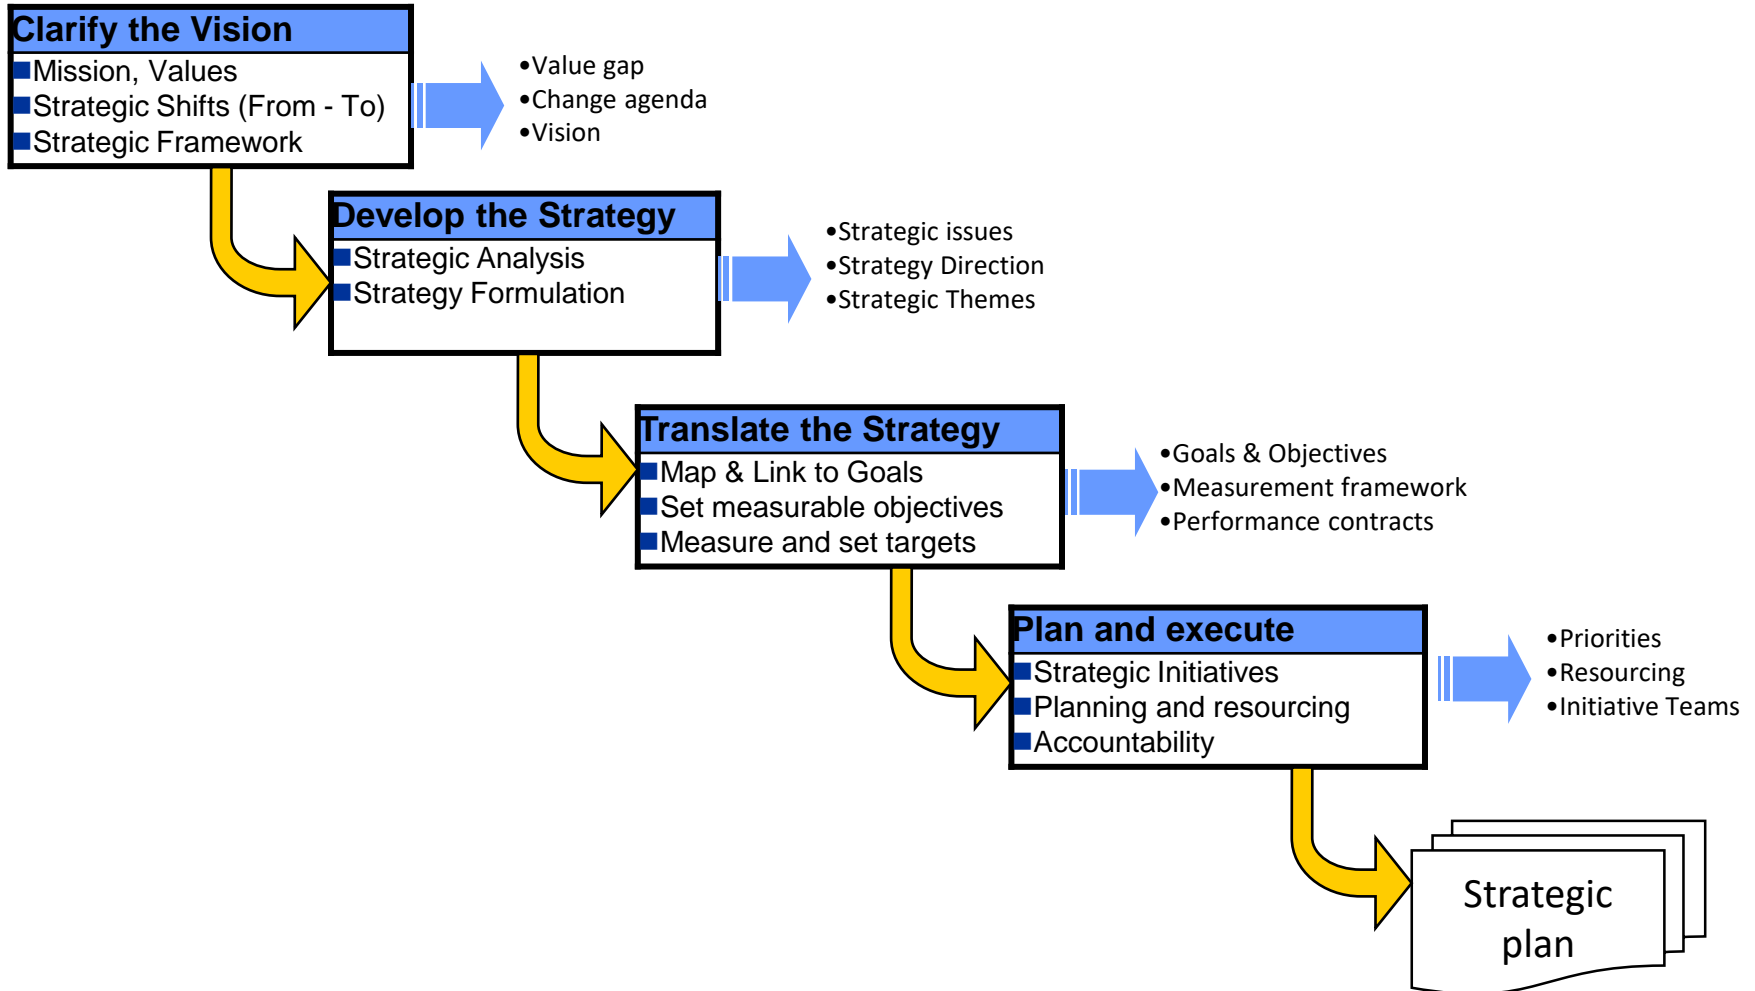 Clarify the Vision
■Mission, Values
■Strategic Shifts (From - To)
■Strategic Framework
•Value gap
•Change agenda
•Vision
Develop the Strategy
■Strategic Analysis
■Strategy Formulation
•Strategic issues
•Strategy Direction
•Strategic Themes
Translate the Strategy
■Map & Link to Goals
■Set measurable objectives
■Measure and set targets
•Goals & Objectives
•Measurement framework
•Performance contracts
Plan and execute
■Strategic Initiatives
■Planning and resourcing
■Accountability
•Priorities
•Resourcing
•Initiative Teams
Strategic
plan